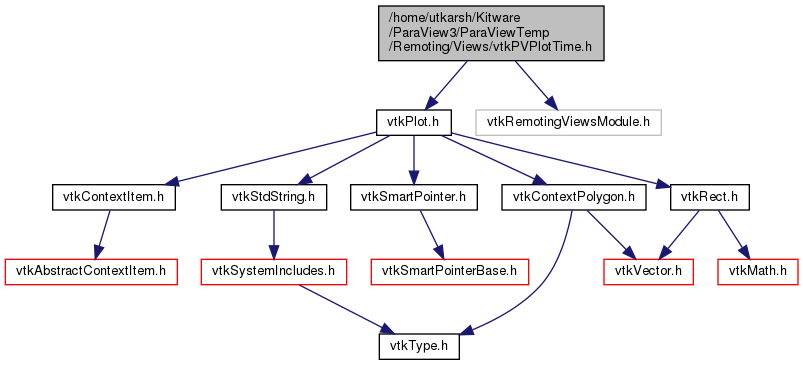 /home/utkarsh/Kitware
/ParaView3/ParaViewTemp
/Remoting/Views/vtkPVPlotTime.h
vtkPlot.h
vtkRemotingViewsModule.h
vtkContextItem.h
vtkStdString.h
vtkSmartPointer.h
vtkContextPolygon.h
vtkRect.h
vtkAbstractContextItem.h
vtkSystemIncludes.h
vtkSmartPointerBase.h
vtkVector.h
vtkMath.h
vtkType.h